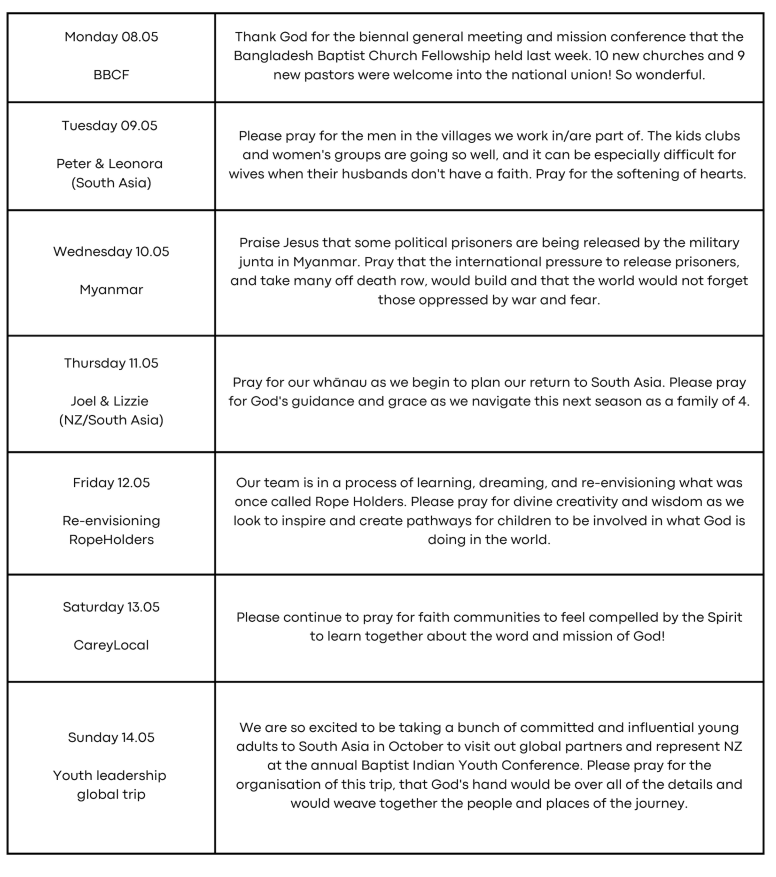 Monday 08.05
BBCF
Thank God for the biennal general meeting and mission conference that the
Bangladesh Baptist Church Fellowship held last week. 10 new churches and 9
new pastors were welcome into the national union! So wonderful.
Tuesday 09.05
Peter & Leonora
(South Asia)
Please pray for the men in the villages we work in/are part of. The kids clubs
and women's groups are going so well, and it can be especially difficult for
wives when their husbands don't have a faith. Pray for the softening of hearts.
Wednesday 10.05
Myanmar
Praise Jesus that some political prisoners are being released by the military
junta in Myanmar. Pray that the international pressure to release prisoners,
and take many off death row, would build and that the world would not forget
those oppressed by war and fear.
Thursday 11.05
Joel & Lizzie
(NZ/South Asia)
Pray for our whānau as we begin to plan our return to South Asia. Please pray
for God's guidance and grace as we navigate this next season as a family of 4.
Friday 12.05
Re-envisioning
RopeHolders
Our team is in a process of learning, dreaming, and re-envisioning what was
once called Rope Holders. Please pray for divine creativity and wisdom as we
look to inspire and create pathways for children to be involved in what God is
doing in the world.
Saturday 13.05
CareyLocal
Please continue to pray for faith communities to feel compelled by the Spirit
to learn together about the word and mission of God!
Sunday 14.05
Youth leadership
global trip
We are so excited to be taking a bunch of committed and influential young
adults to South Asia in October to visit out global partners and represent NZ
at the annual Baptist Indian Youth Conference. Please pray for the
organisation of this trip, that God's hand would be over all of the details and
would weave together the people and places of the journey.